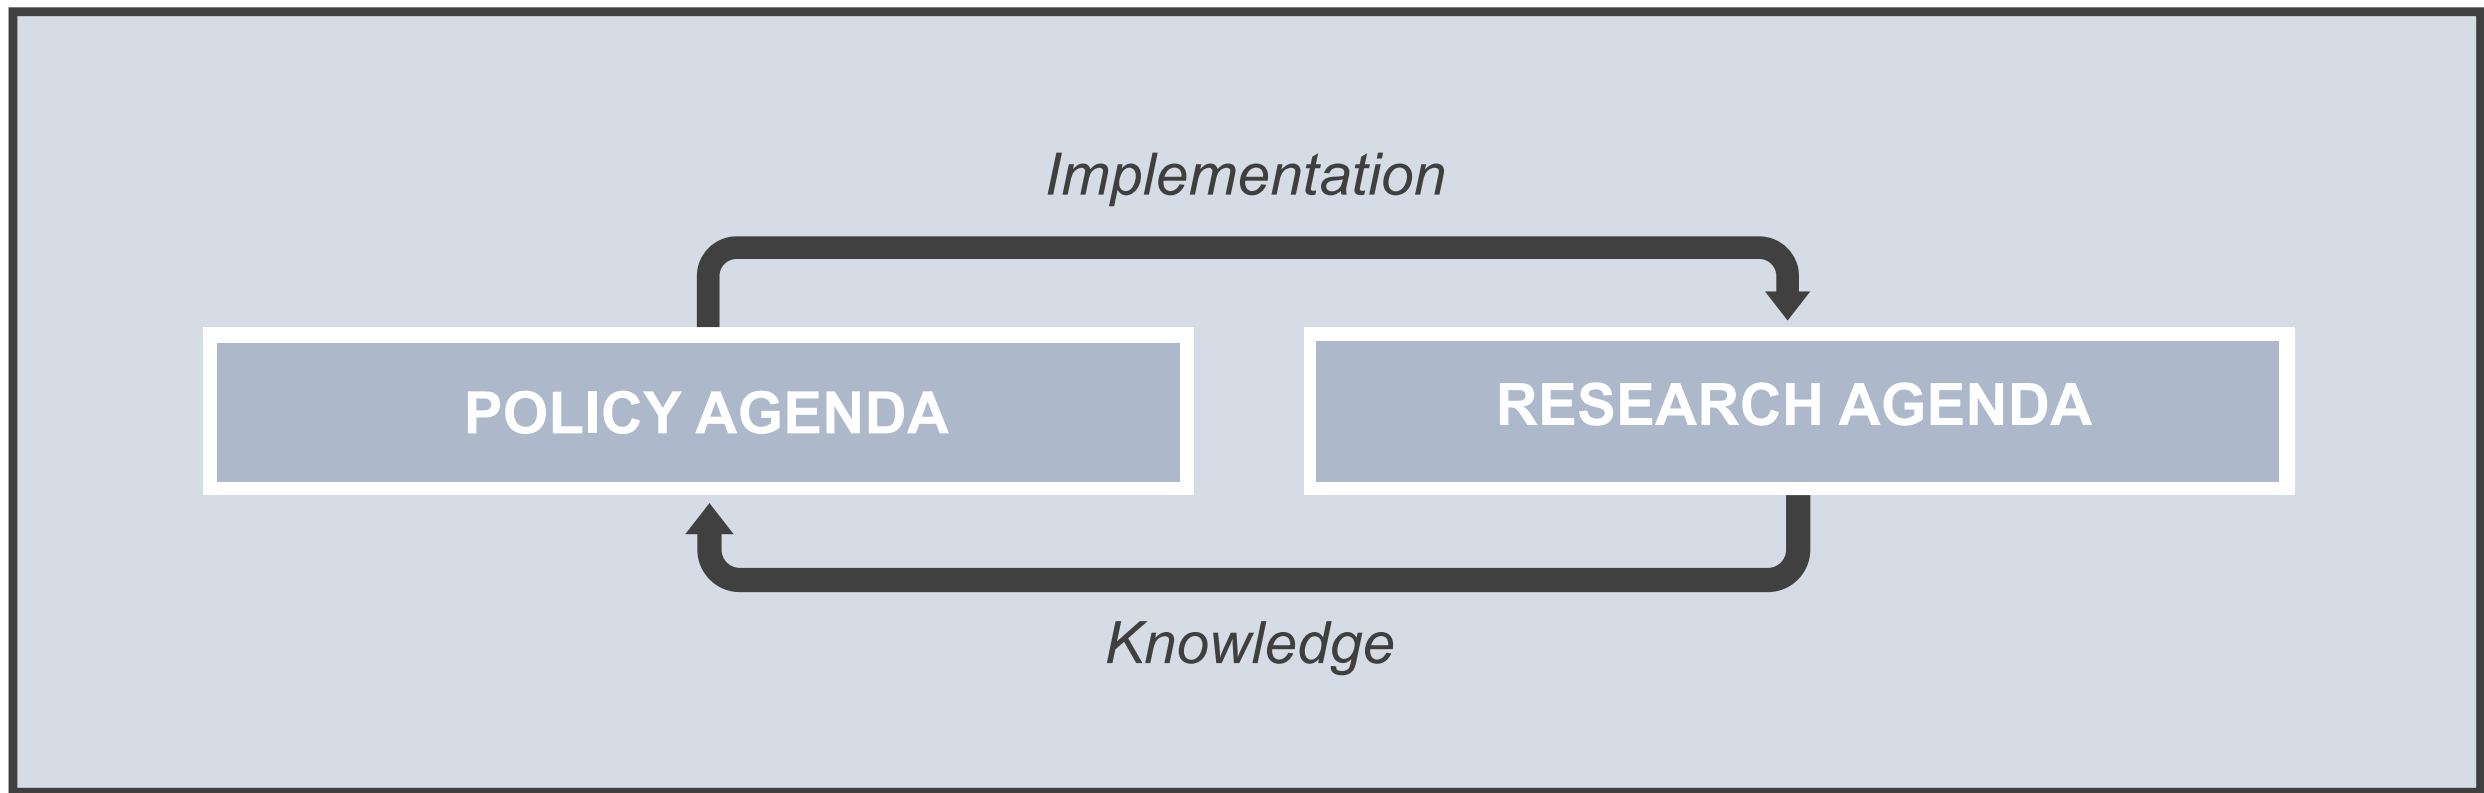 Implementation
POLICY AGENDA
RESEARCH AGENDA
Knowledge